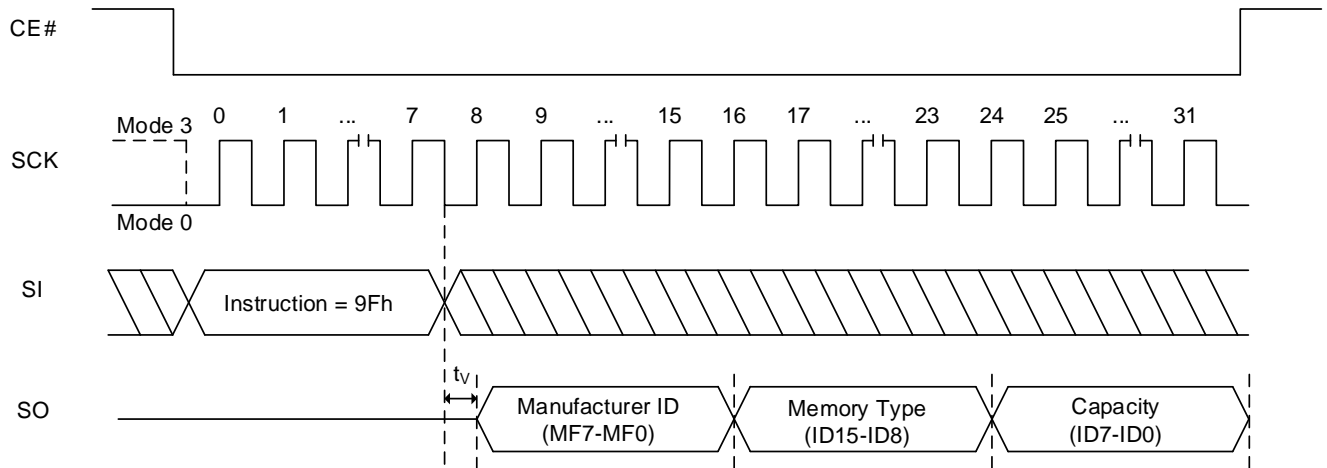 CE#
0 1 ... 7 8 9 ... 15 16 17 ... 23 24 25 ... 31
Mode 3
SCK
Mode 0
SI
Instruction = 9Fh
tV
SO
Manufacturer ID
(MF7-MF0)
Memory Type
(ID15-ID8)
Capacity
(ID7-ID0)